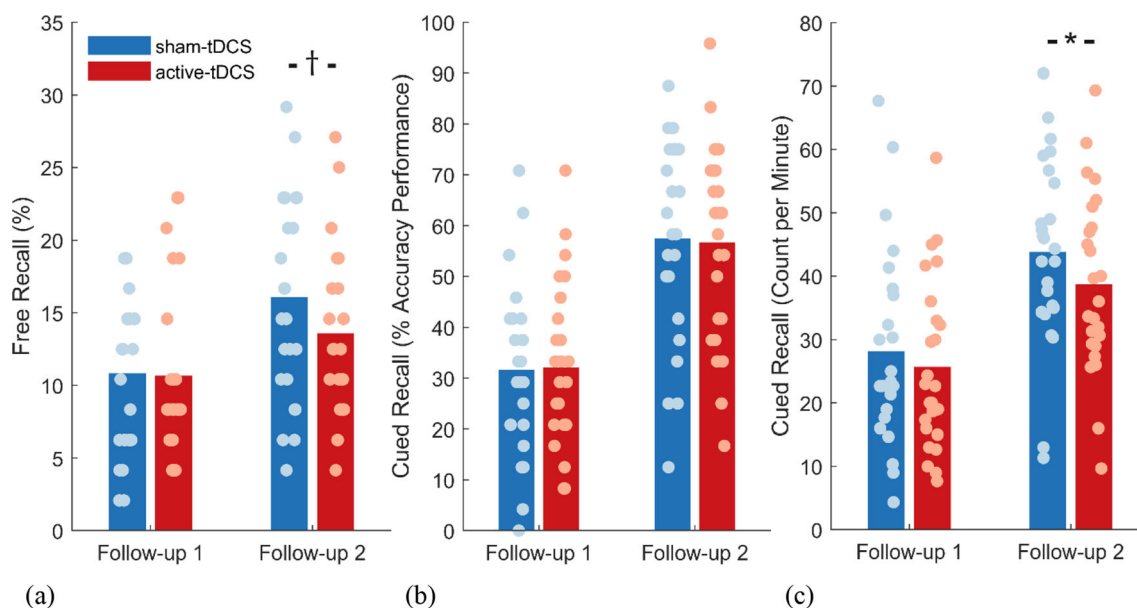 Free Recall (%)
35
30
25
20
15
10
5
0
sham-tDCS
active-tDCS
- † -
Follow-up 1
Follow-up 2
(a)
Cued Recall (% Accuracy Performance)
100
90
80
70
60
50
40
30
20
10
0
Follow-up 1
Follow-up 2
(b)
Cued Recall (Count per Minute)
80
70
60
50
40
30
20
10
0
- * -
Follow-up 1
Follow-up 2
(c)